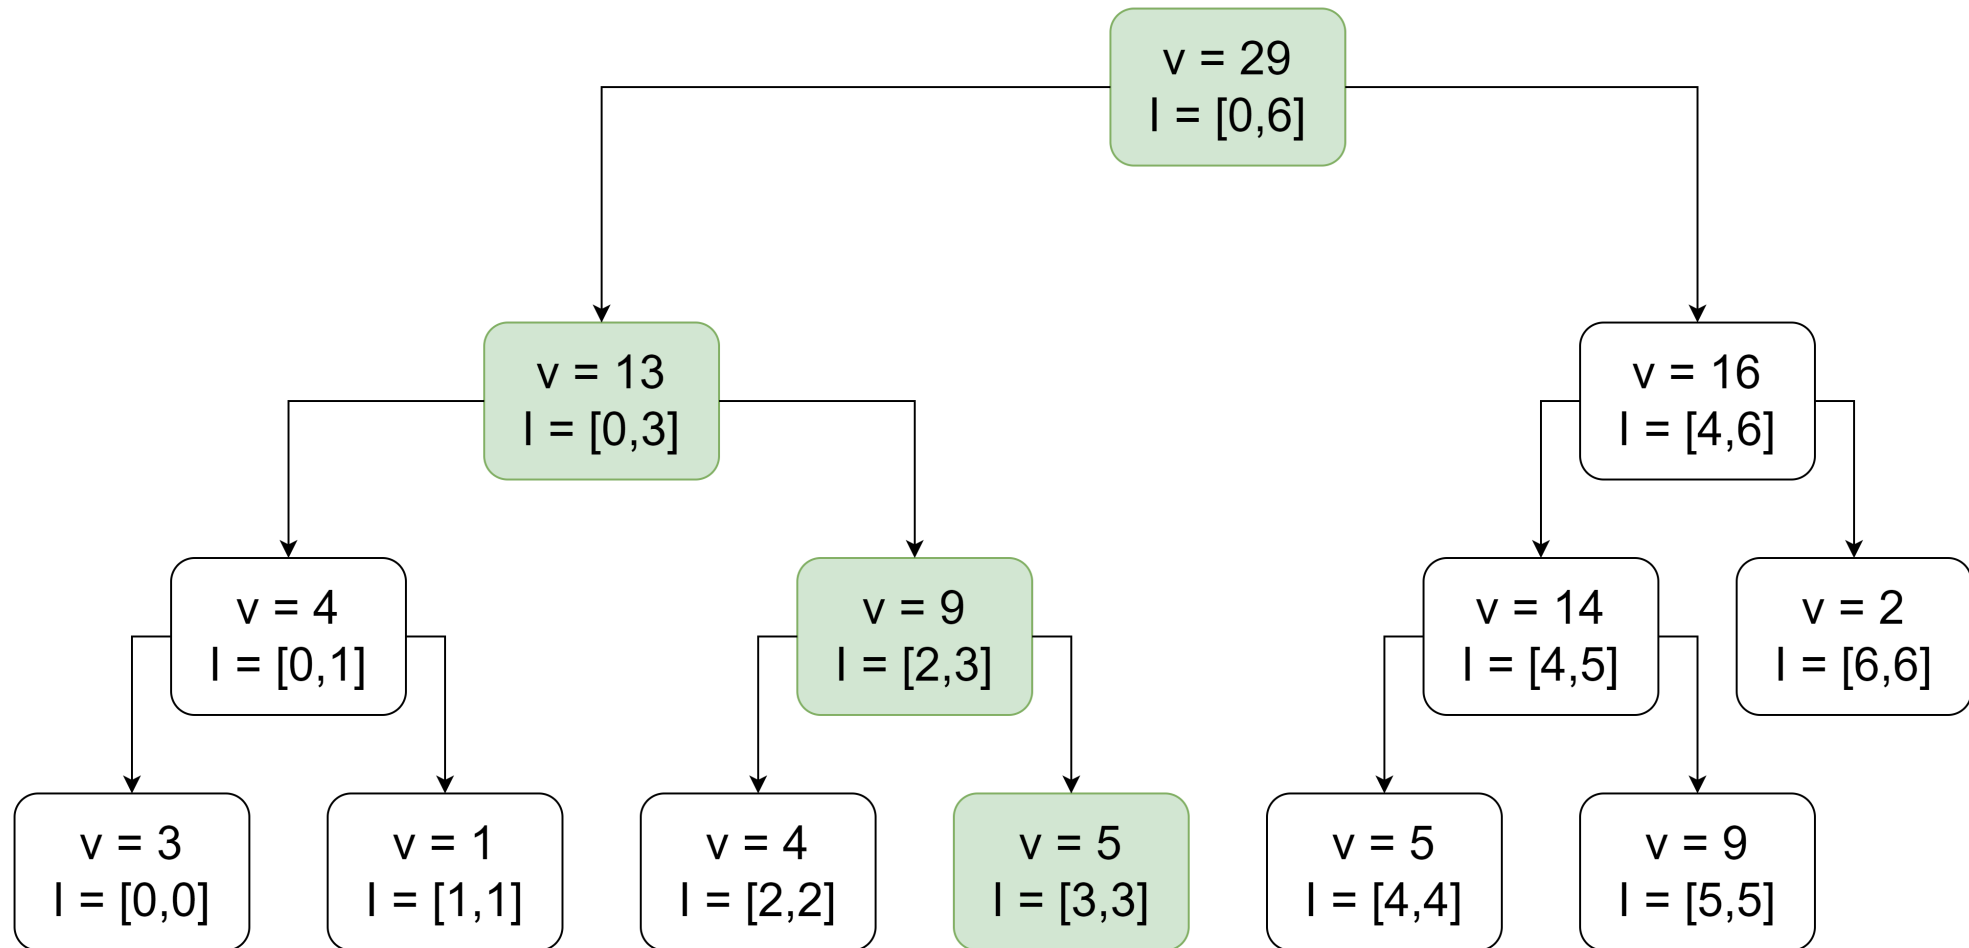 v = 29
I = [0,6]
v = 13
I = [0,3]
v = 16
I = [4,6]
v = 4
I = [0,1]
v = 9
I = [2,3]
v = 14
I = [4,5]
v = 2
I = [6,6]
v = 3
I = [0,0]
v = 1
I = [1,1]
v = 4
I = [2,2]
v = 5
I = [3,3]
v = 5
I = [4,4]
v = 9
I = [5,5]